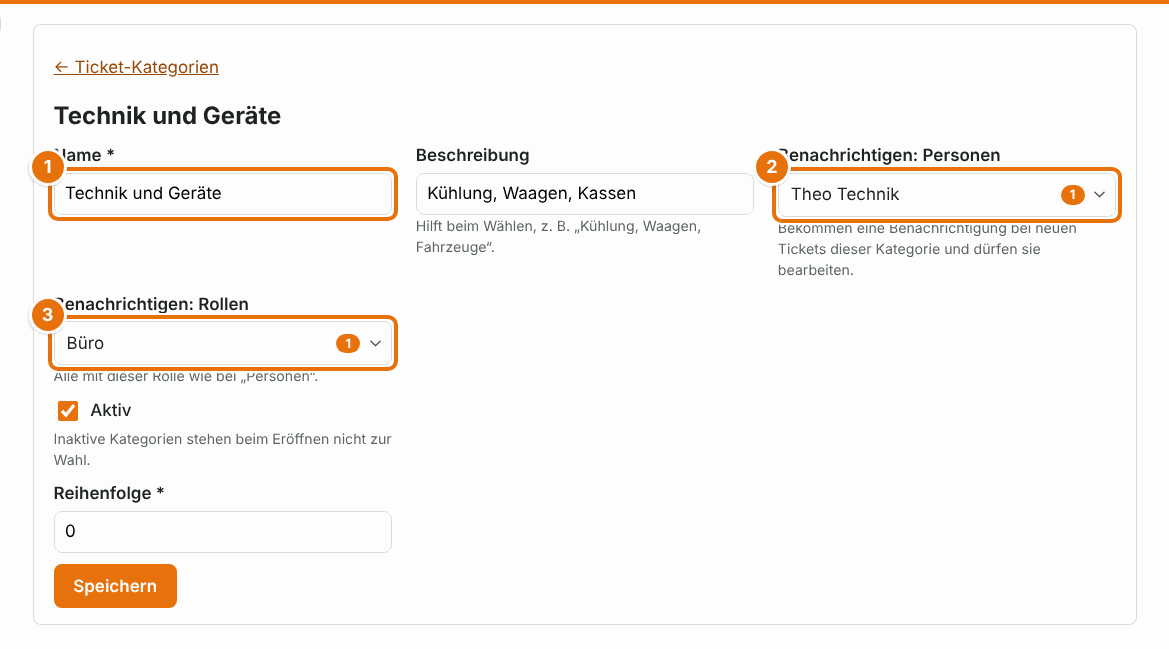 ← Ticket-Kategorien
Technik und Geräte
1
Name *
Technik und Geräte
Beschreibung
Kühlung, Waagen, Kassen
Hilft beim Wählen, z. B. „Kühlung, Waagen,
Fahrzeuge“.
2
Benachrichtigen: Personen
Theo Technik
1
Bekommen eine Benachrichtigung bei neuen
Tickets dieser Kategorie und dürfen sie
bearbeiten.
3
Benachrichtigen: Rollen
Büro
1
Alle mit dieser Rolle wie bei „Personen“.
Aktiv
Inaktive Kategorien stehen beim Eröffnen nicht zur
Wahl.
Reihenfolge *
0
Speichern